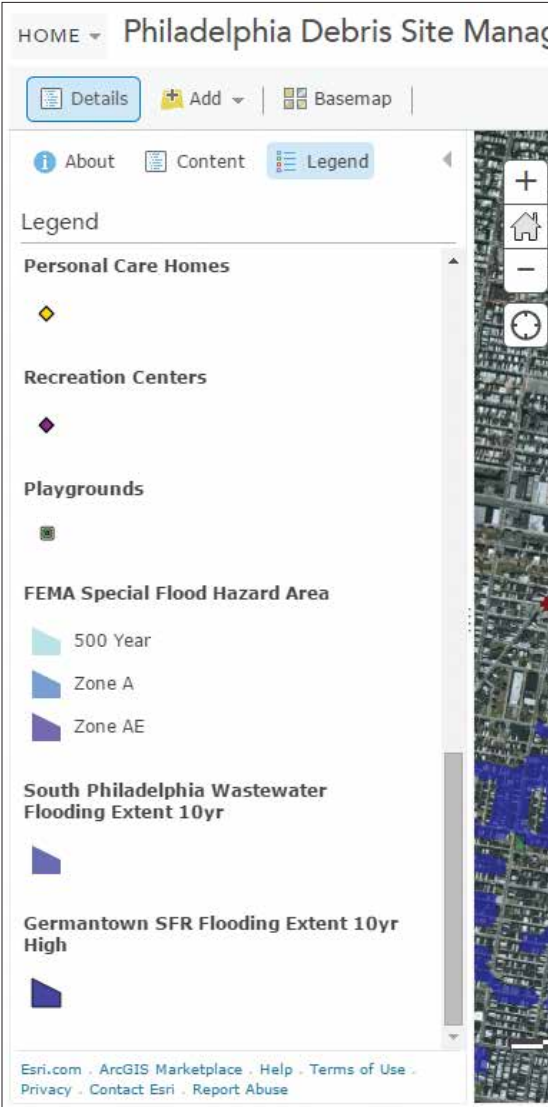 HOME Philadelphia Debris Site
Details Add Basemap
About Content Legend
Legend
Personal Care Homes
Recreation Centers
Playgrounds
FEMA Special Flood Hazard Area
500 Year
Zone A
Zone AE
South Philadelphia Wastewater
Flooding Extent 10yr
Germantown SFR Flooding Extent 10yr
High
Esri.com . ArcGIS Marketplace . Help . Terms of Use .
Privacy . Contact Esri . Report Abuse